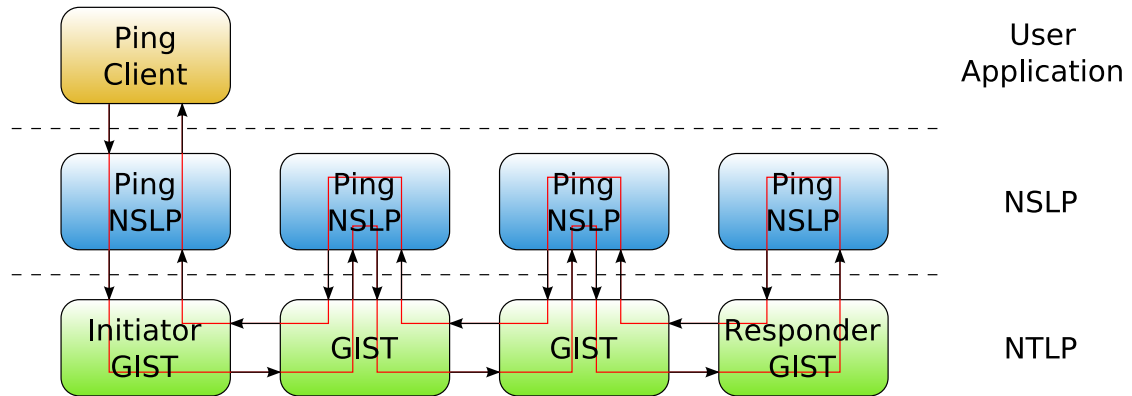 Ping
Client
User
Application
Ping
NSLP
Ping
NSLP
Ping
NSLP
Ping
NSLP
NSLP
Initiator
GIST
GIST
GIST
Responder
GIST
NTLP